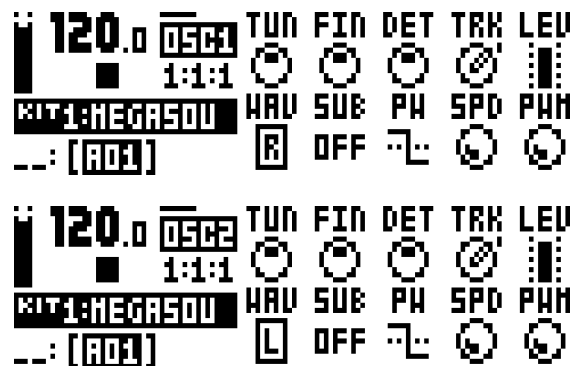 120.0 OSC1 TUN FIN DET TRK LEV
1:1:1
KIT1:MEGASOU WAV SUB PW SPD PWM
__:[A01] R OFF
120.0 OSC2 TUN FIN DET TRK LEV
1:1:1
KIT1:MEGASOU WAV SUB PW SPD PWM
__:[A01] L OFF